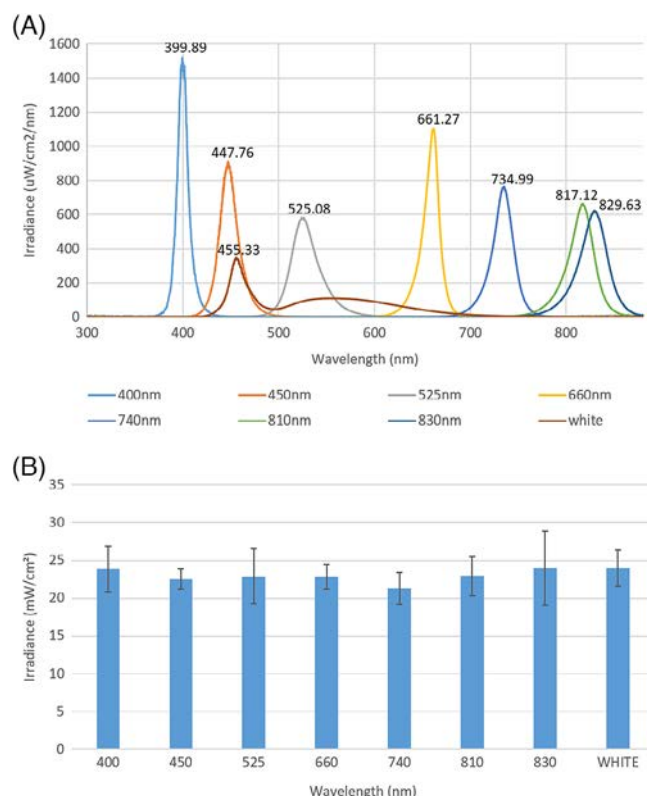 (A)
1600
1400
1200
1000
800
600
400
200
0
Irradiance (uW/cm2/nm)
399.89
447.76
455.33
525.08
661.27
734.99
817.12
829.63
300 400 500 600 700 800
Wavelength (nm)
400nm 450nm 525nm 660nm
740nm 810nm 830nm white
(B)
35
30
25
20
15
10
5
0
Irradiance (mW/cm²)
400 450 525 660 740 810 830 WHITE
Wavelength (nm)